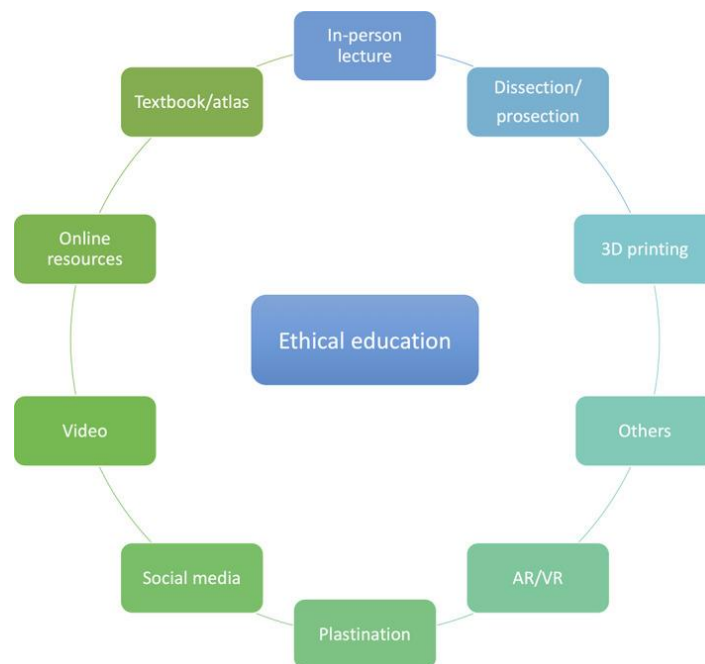 In-person
lecture
Dissection/
prosection
3D printing
Others
AR/VR
Plastination
Social media
Video
Online
resources
Textbook/atlas
Ethical education